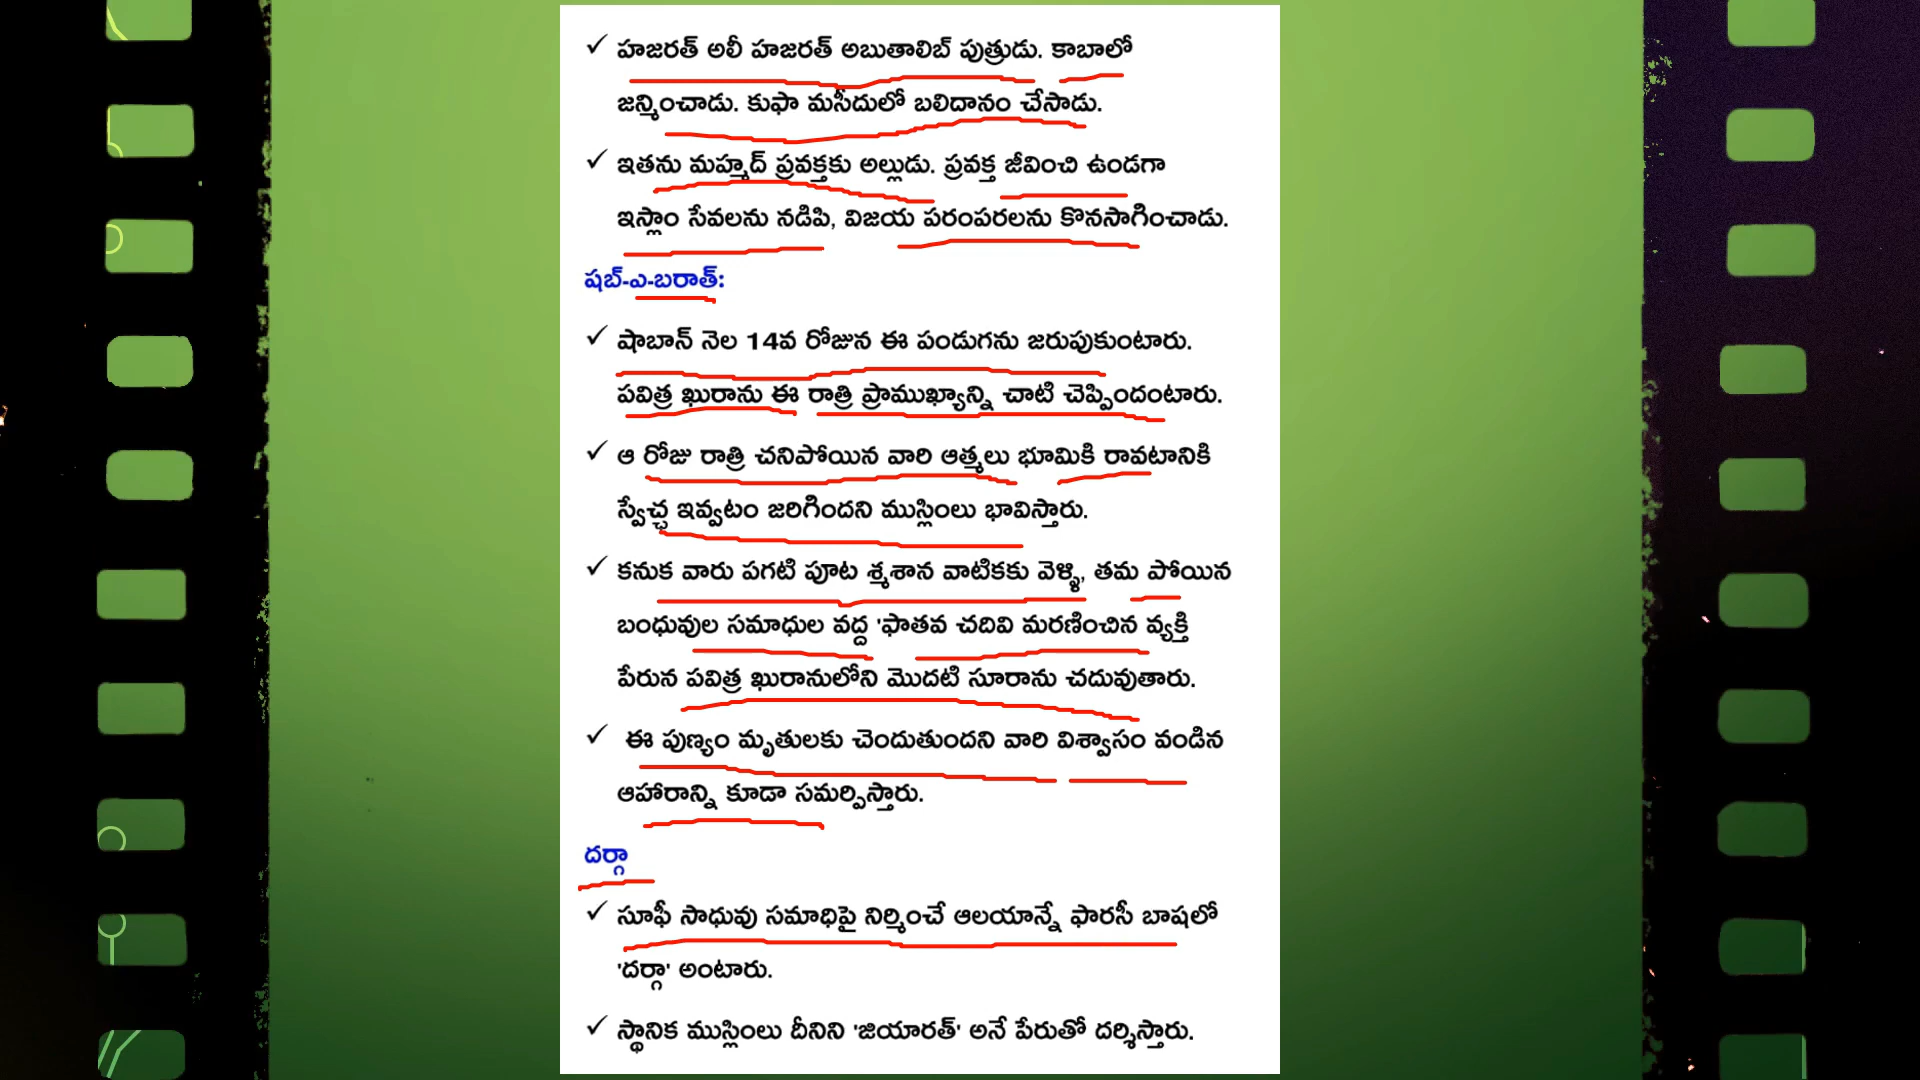 ✓ హజరత్ అలీ హజరత్ అబుతాలిబ్ పుత్రుడు. కాబాలో
జన్మించాడు. కుఫా మసీదులో బలిదానం చేసాడు.
✓ ఇతను మహ్మద్ ప్రవక్తకు అల్లుడు. ప్రవక్త జీవించి ఉండగా
ఇస్లాం సేవలను నడిపి, విజయ పరంపరలను కొనసాగించాడు.
షబ్-ఎ-బరాత్:
✓ షాబాన్ నెల 14వ రోజున ఈ పండుగను జరుపుకుంటారు.
పవిత్ర ఖురాను ఈ రాత్రి ప్రాముఖ్యాన్ని చాటి చెప్పిందంటారు.
✓ ఆ రోజు రాత్రి చనిపోయిన వారి ఆత్మలు భూమికి రావటానికి
స్వేచ్ఛ ఇవ్వటం జరిగిందని ముస్లింలు భావిస్తారు.
✓ కనుక వారు పగటి పూట శ్మశాన వాటికకు వెళ్ళి, తమ పోయిన
బంధువుల సమాధుల వద్ద 'ఫాతవ చదివి మరణించిన వ్యక్తి
పేరున పవిత్ర ఖురానులోని మొదటి సూరాను చదువుతారు.
✓ ఈ పుణ్యం మృతులకు చెందుతుందని వారి విశ్వాసం వండిన
ఆహారాన్ని కూడా సమర్పిస్తారు.
దర్గా
✓ సూఫీ సాధువు సమాధిపై నిర్మించే ఆలయాన్నే ఫారసీ బాషలో
'దర్గా' అంటారు.
✓ స్థానిక ముస్లింలు దీనిని 'జియారత్' అనే పేరుతో దర్శిస్తారు.